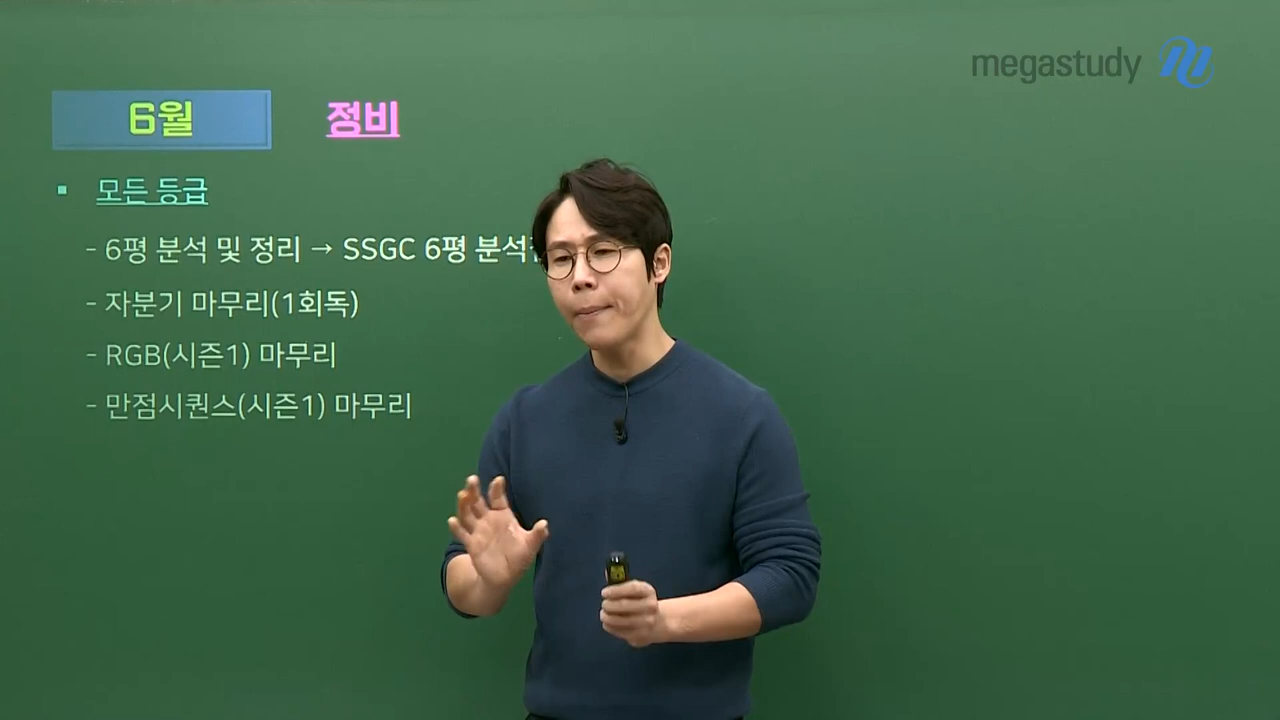 megastudy
6월 정비
▪ 모든 등급
- 6평 분석 및 정리 → SSGC 6평 분석
- 자분기 마무리(1회독)
- RGB(시즌1) 마무리
- 만점시퀀스(시즌1) 마무리